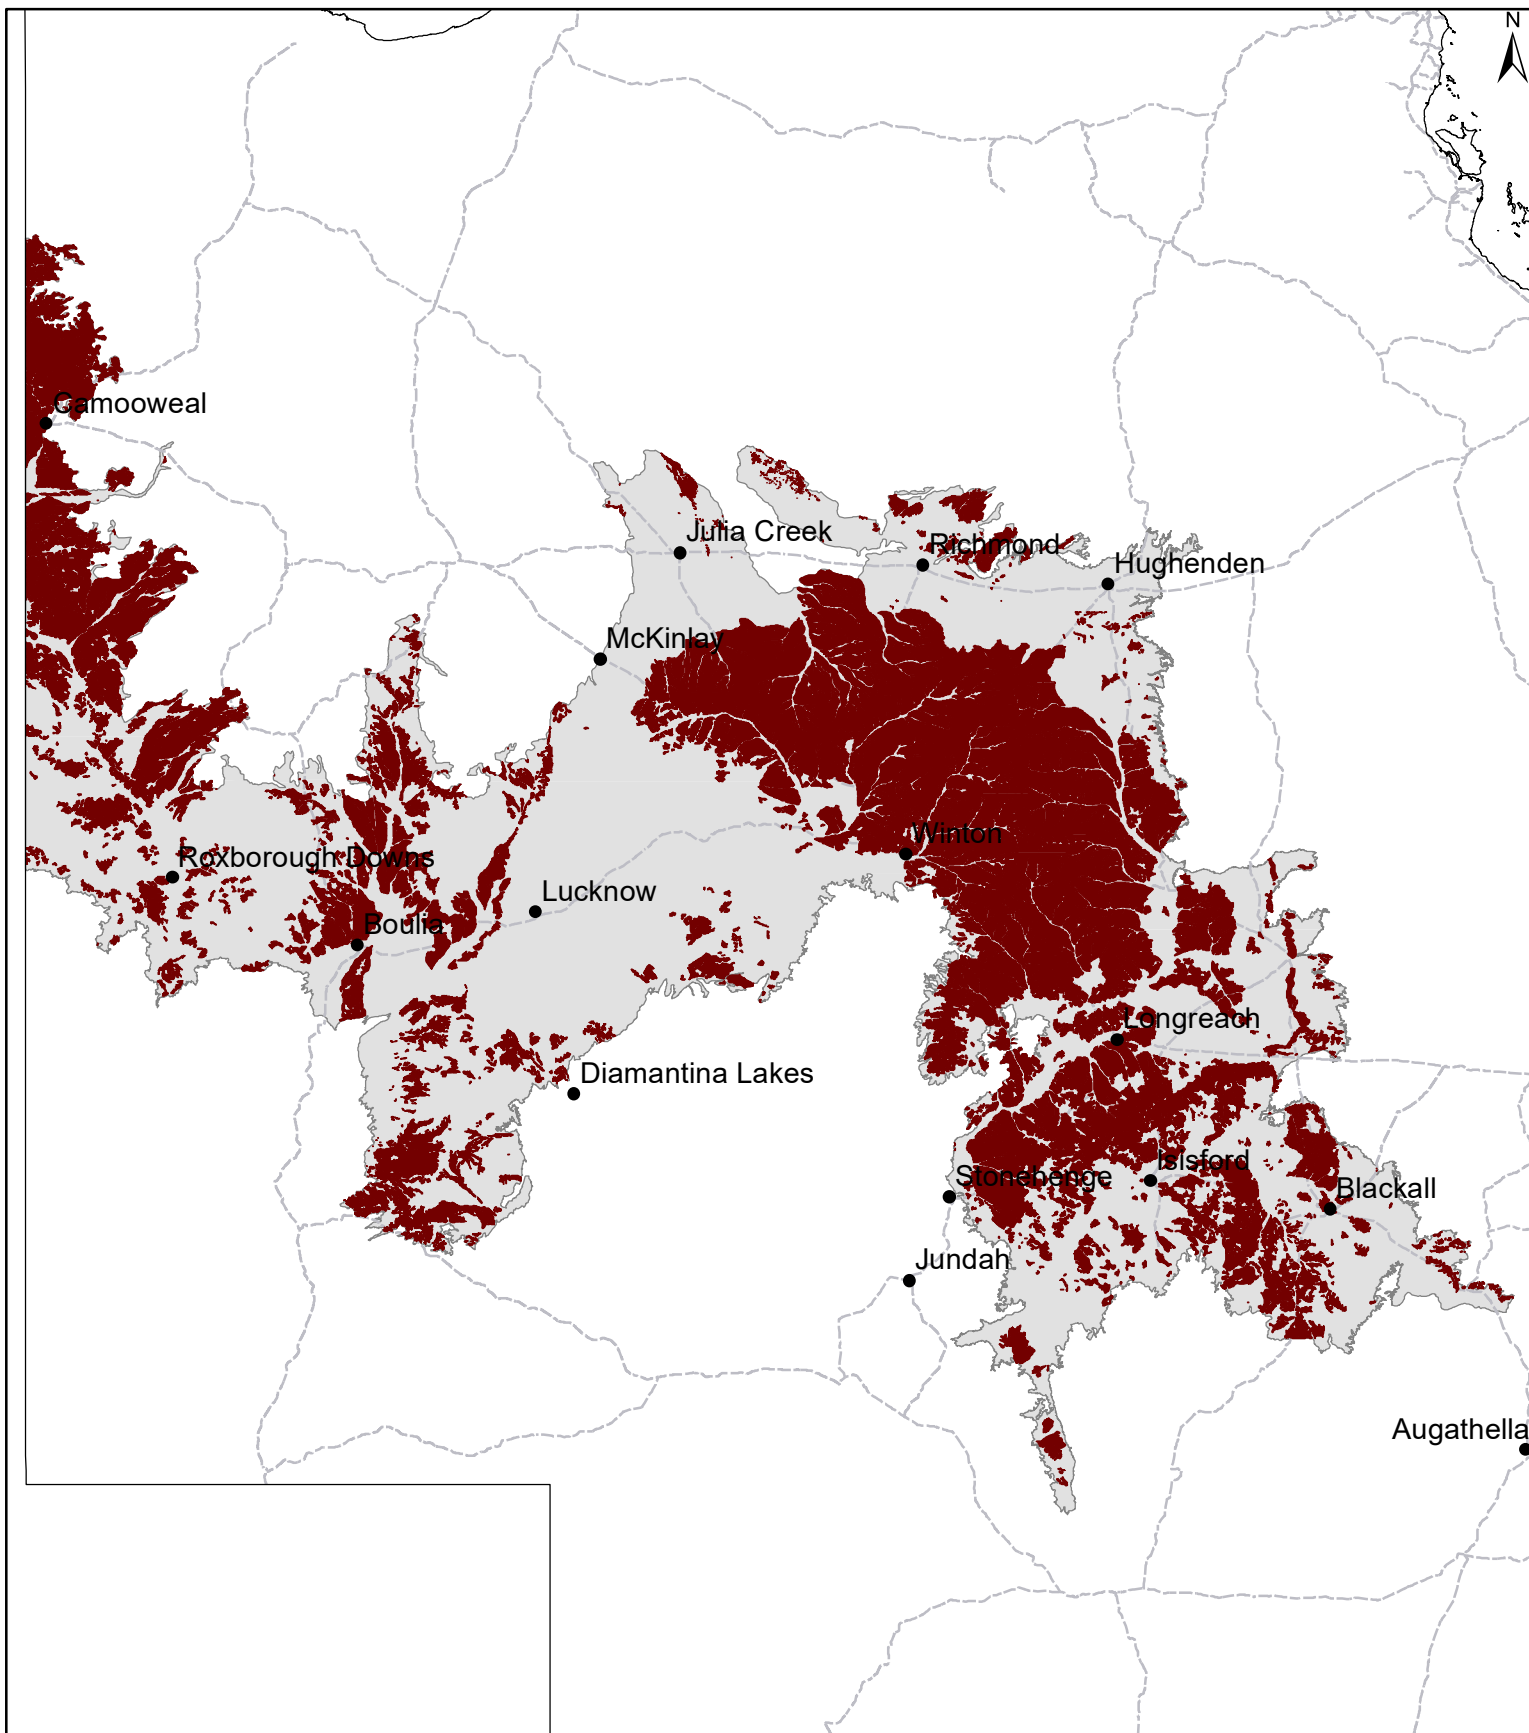 N
Camooweal
Julia Creek
Richmond
Hughenden
McKinlay
Winton
Roxborough Downs
Lucknow
Boulia
Longreach
Diamantina Lakes
Isisford
Stonehenge
Blackall
Jundah
Augathella